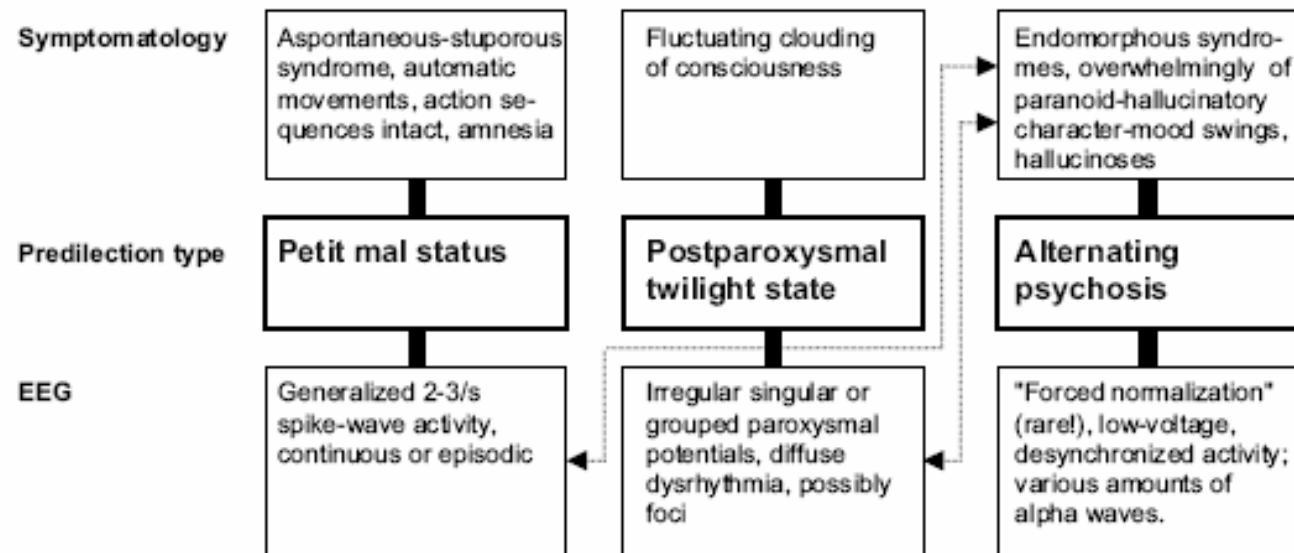 Symptomatology
Aspontaneous-stuporous
syndrome, automatic
movements, action se-
quences intact, amnesia
Fluctuating clouding
of consciousness
Endomorphous syndro-
mes, overwhelmingly of
paranoid-hallucinatory
character-mood swings,
hallucinoses
Predilection type
Petit mal status
Postparoxysmal
twilight state
Alternating
psychosis
EEG
Generalized 2-3/s
spike-wave activity,
continuous or episodic
Irregular singular or
grouped paroxysmal
potentials, diffuse
dysrhythmia, possibly
foci
"Forced normalization"
(rare!), low-voltage,
desynchronized activity;
various amounts of
alpha waves.